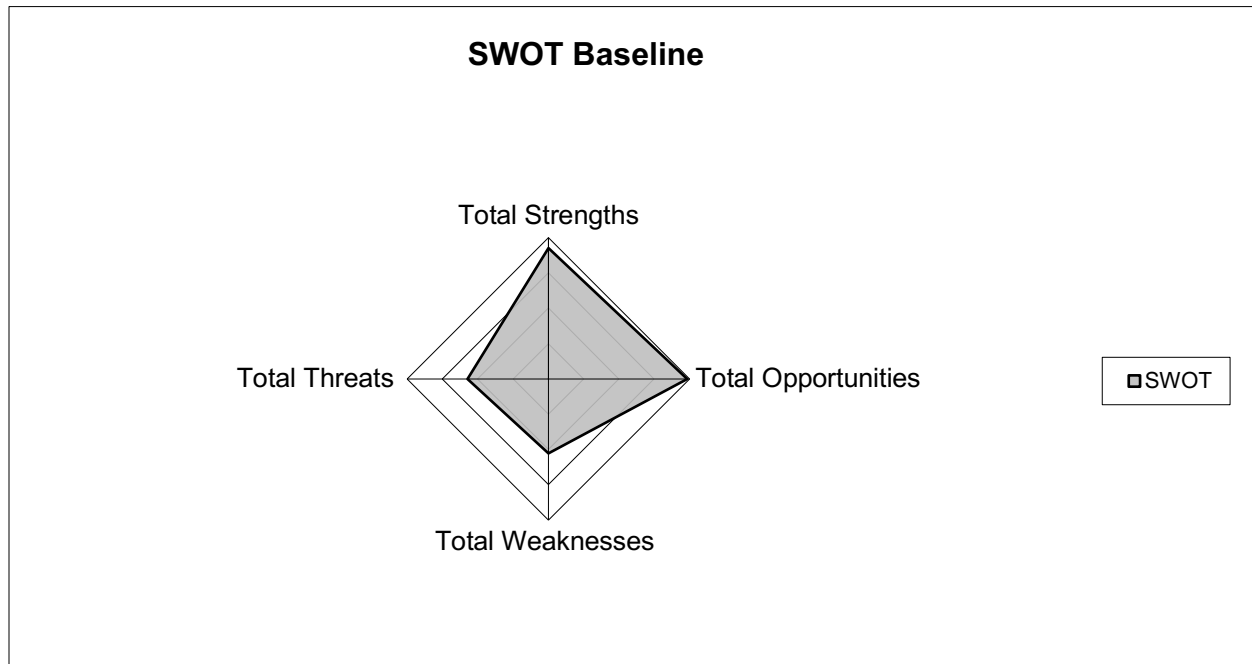 SWOT Baseline
Total Strengths
Total Threats
Total Opportunities
SWOT
Total Weaknesses